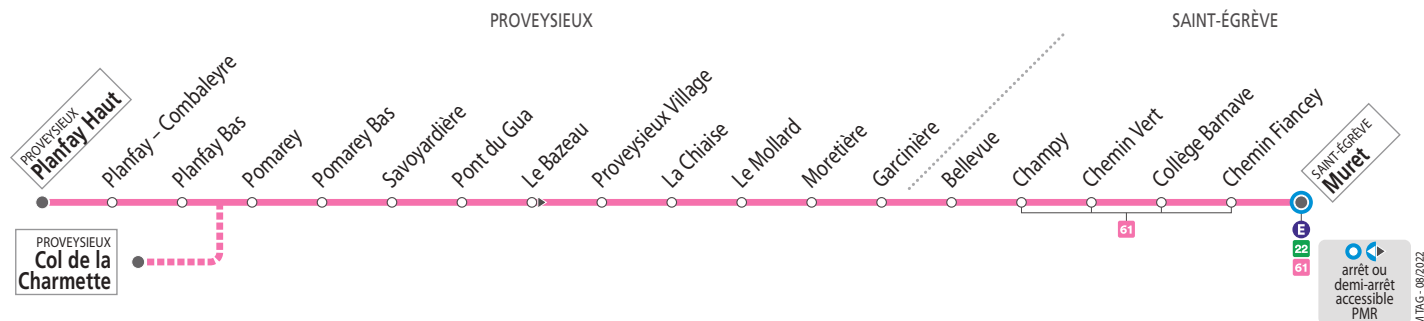 PROVEYSIEUX
SAINT-ÉGRÈVE
PROVEYSIEUX
Planfay Haut
Planfay – Combaleyre
Planfay Bas
Pomarey
Pomarey Bas
Savoyardière
Pont du Gua
Le Bazeau
Proveysieux Village
La Chiaise
Le Mollard
Moretière
Garcinière
Bellevue
Champy
Chemin Vert
Collège Barnave
Chemin Fiancey
SAINT-ÉGRÈVE
Muret
PROVEYSIEUX
Col de la
Charmette
61
E
22
61
arrêt ou
demi-arrêt
accessible
PMR
M TAG - 08/2022